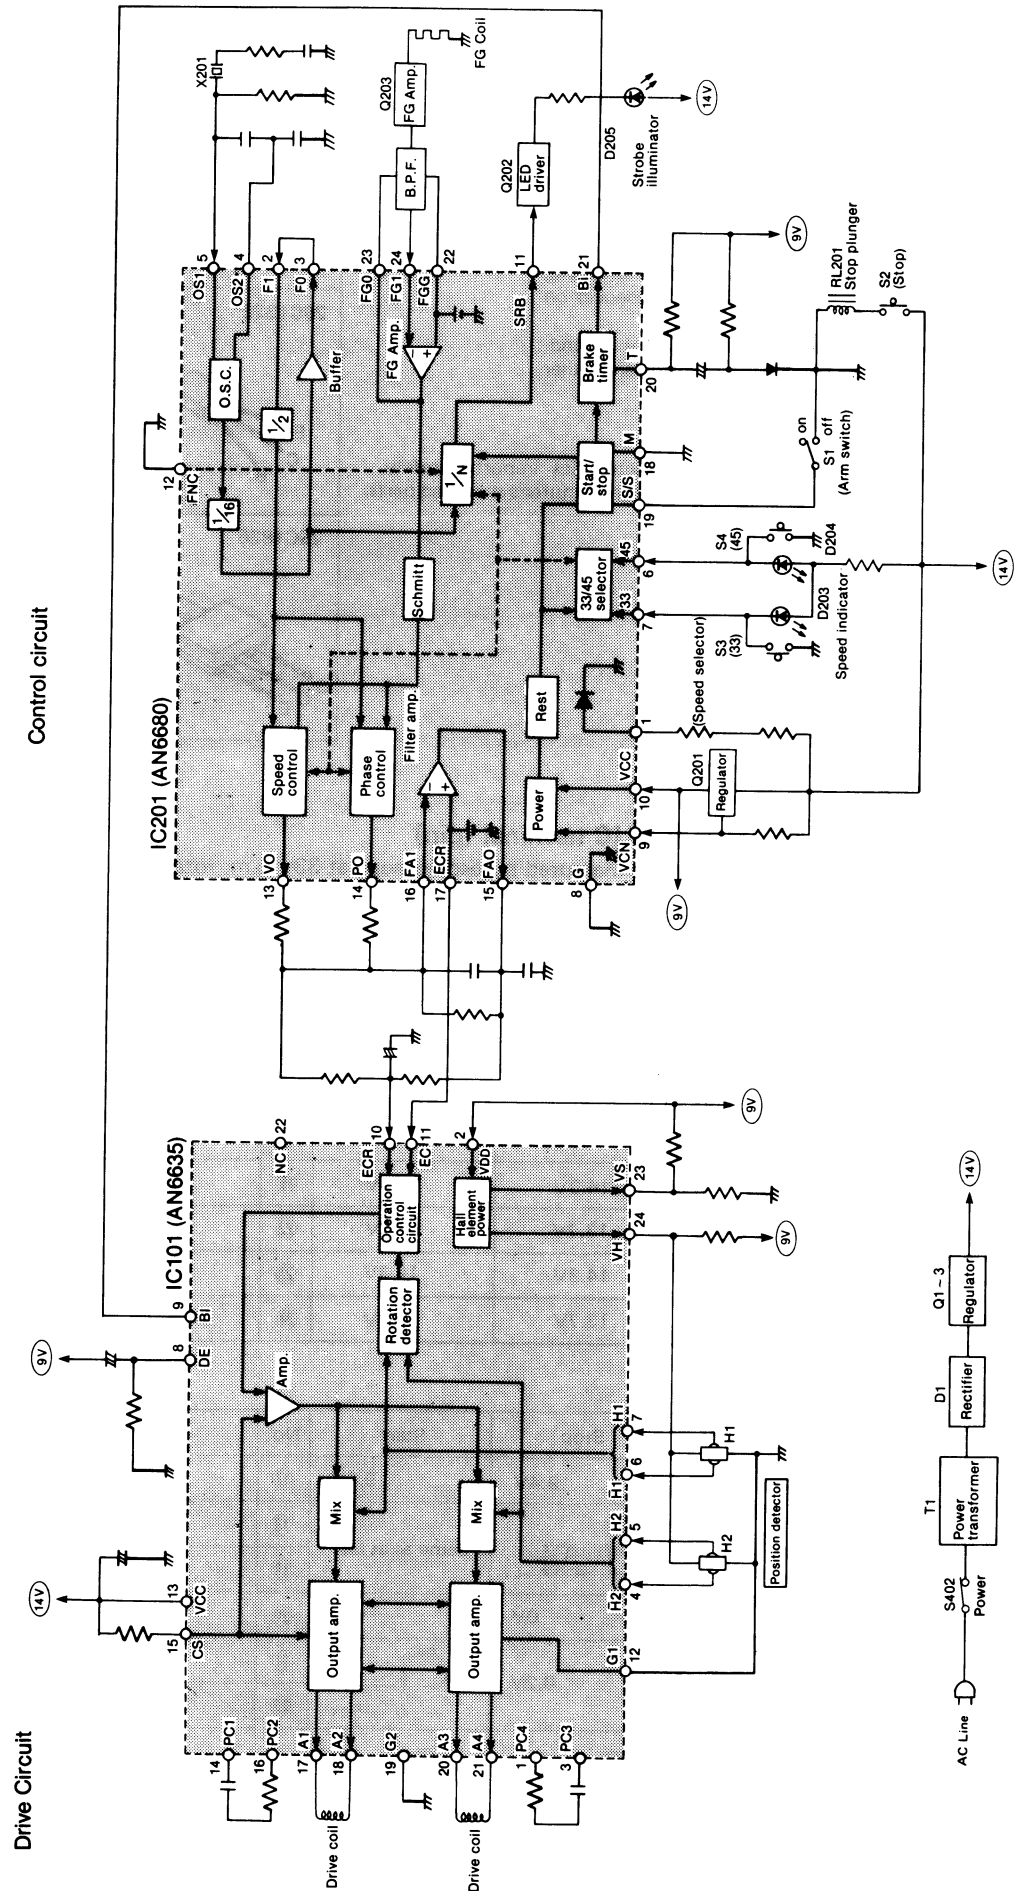 Drive Circuit
Control circuit
IC101 (AN6635)
14V
9V
15
CS
13
VCC
8
DE
9
BI
14
PC1
16
PC2
17
A1
18
A2
19
G2
20
A3
21
A4
1
PC4
3
PC3
Drive coil
Drive coil
Output amp.
Output amp.
Mix
Mix
Amp.
Rotation
detector
Operation
control
circuit
Hall
element
power
NC
22
ECR
10
EC
11
VDD
2
VS
23
VH
24
9V
9V
G1
12
H2
4
H2
5
H1
6
H1
7
H2
H1
Position detector
IC201 (AN6680)
13
VO
14
PO
16
FA1
17
ECR
15
FAO
8
G
Speed
control
Phase
control
Filter amp.
Power
Rest
33/45
selector
Start/
stop
Brake
timer
Schmitt
1/N
1/16
1/2
O.S.C.
Buffer
FG Amp.
12
FNC
OS1
5
OS2
4
F1
2
F0
3
FG0
23
FG1
24
FGG
22
SRB
11
BI
21
T
20
M
18
S/S
19
45
6
33
7
1
VCC
10
VCN
9
X201
Q203
FG Amp.
B.P.F.
FG Coil
Q202
LED
driver
D205
Strobe
illuminator
14V
9V
RL201
Stop plunger
S2
(Stop)
on
off
S1
(Arm switch)
S4
(45)
D204
S3
(33)
D203
Speed indicator
(Speed selector)
Q201
Regulator
9V
14V
AC Line
S402
Power
T1
Power
transformer
D1
Rectifier
Q1 ~ 3
Regulator
14V